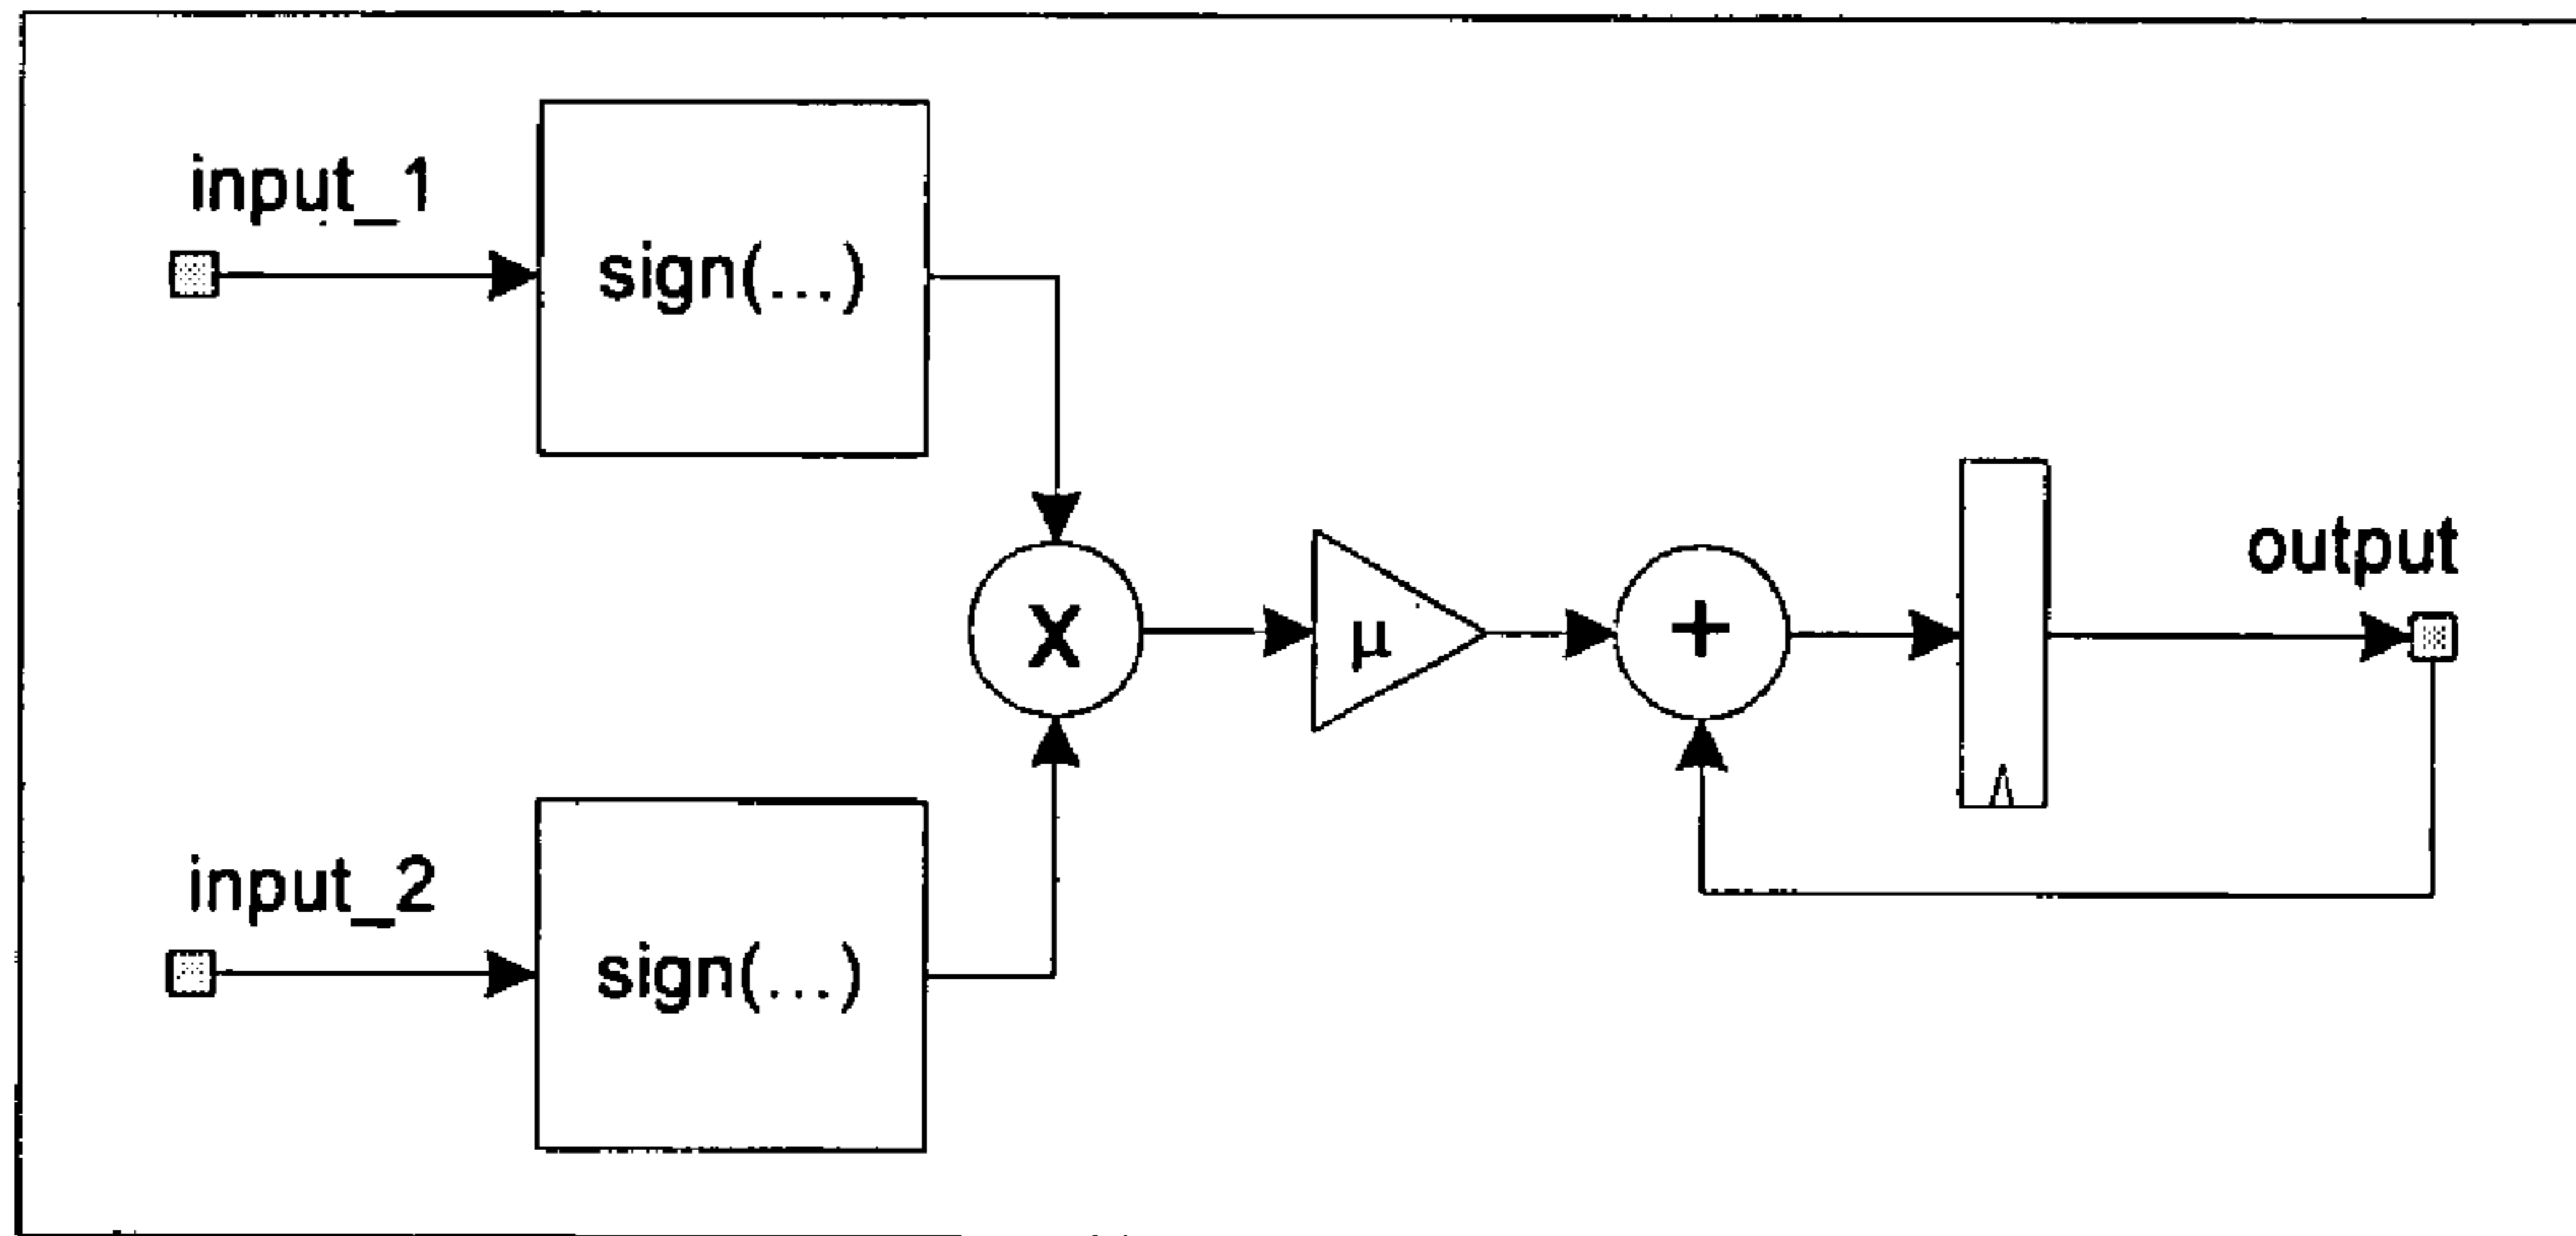 input_1
sign(...)
X
μ
+
output
input_2
sign(...)